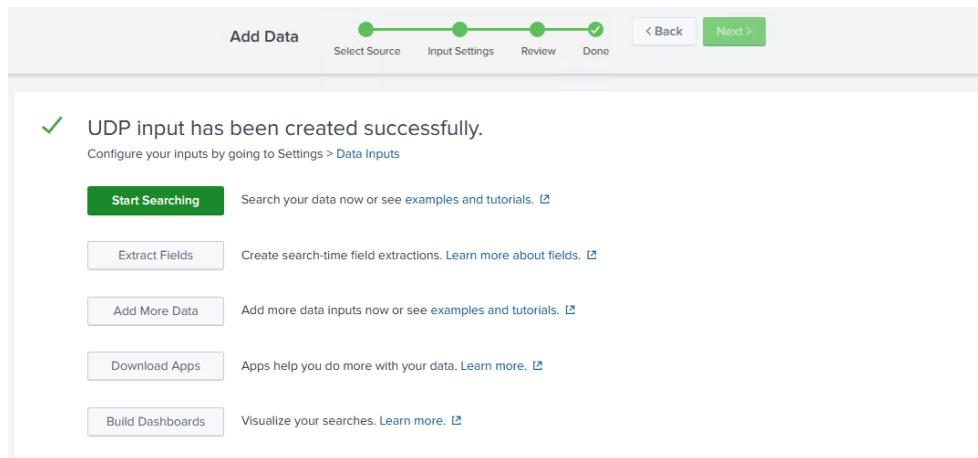 Add Data
Select Source
Input Settings
Review
Done
< Back
Next >
UDP input has been created successfully.
Configure your inputs by going to Settings > Data Inputs
Start Searching
Search your data now or see examples and tutorials.
Extract Fields
Create search-time field extractions. Learn more about fields.
Add More Data
Add more data inputs now or see examples and tutorials.
Download Apps
Apps help you do more with your data. Learn more.
Build Dashboards
Visualize your searches. Learn more.